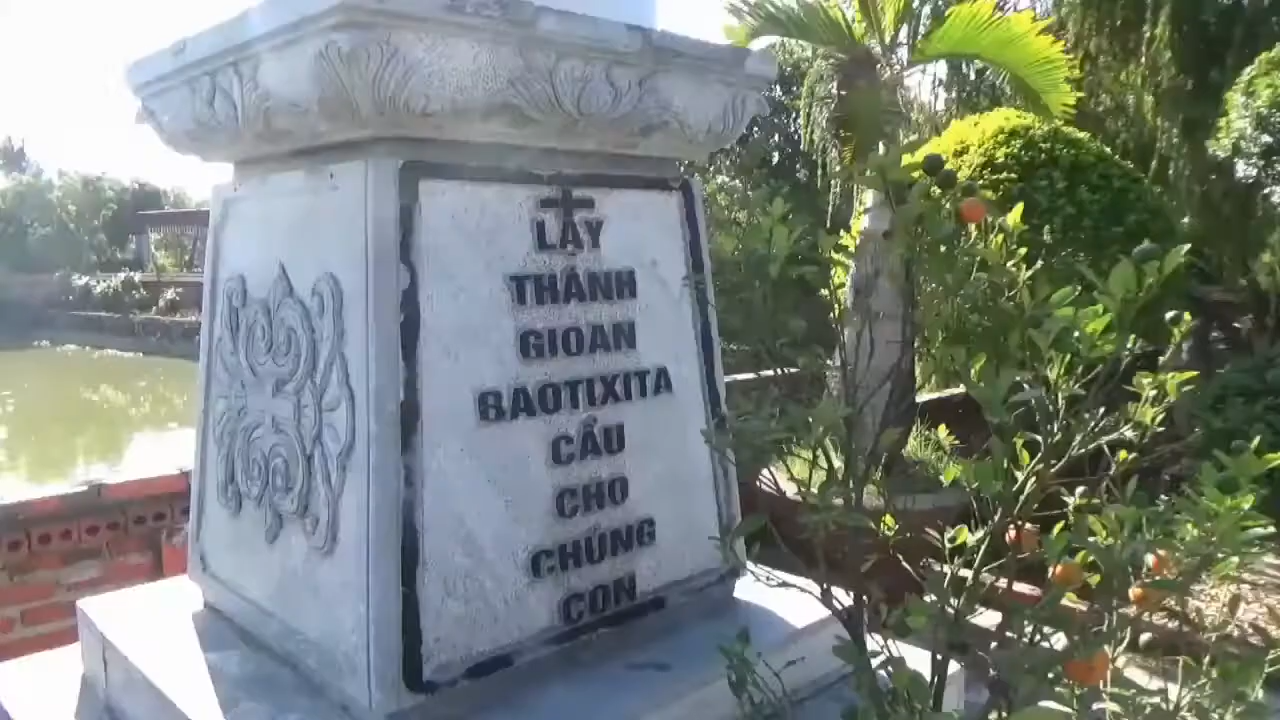 LẠY
THÁNH
GIOAN
BAOTIXITA
CẦU
CHO
CHÚNG
CON